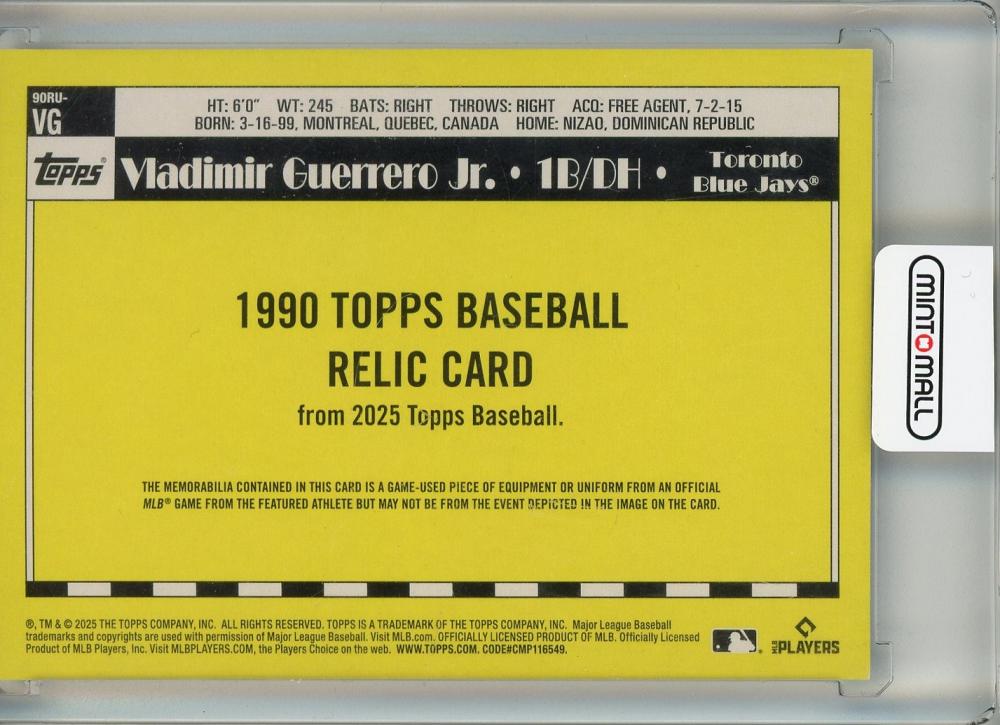 90RU-
VG
HT: 6'0" WT: 245 BATS: RIGHT THROWS: RIGHT ACQ: FREE AGENT, 7-2-15
BORN: 3-16-99, MONTREAL, QUEBEC, CANADA HOME: NIZAO, DOMINICAN REPUBLIC
topps®
Vladimir Guerrero Jr. • 1B/DH •
Toronto
Blue Jays®
1990 TOPPS BASEBALL
RELIC CARD
from 2025 Topps Baseball.
THE MEMORABILIA CONTAINED IN THIS CARD IS A GAME-USED PIECE OF EQUIPMENT OR UNIFORM FROM AN OFFICIAL
MLB® GAME FROM THE FEATURED ATHLETE BUT MAY NOT BE FROM THE EVENT DEPICTED IN THE IMAGE ON THE CARD.
®, TM & © 2025 THE TOPPS COMPANY, INC. ALL RIGHTS RESERVED. TOPPS IS A TRADEMARK OF THE TOPPS COMPANY, INC. Major League Baseball
trademarks and copyrights are used with permission of Major League Baseball. Visit MLB.com. OFFICIALLY LICENSED PRODUCT OF MLB. Officially Licensed
Product of MLB Players, Inc. Visit MLBPLAYERS.COM, the Players Choice on the web. WWW.TOPPS.COM. CODE#CMP116549.
MLB PLAYERS
MINTOMALL